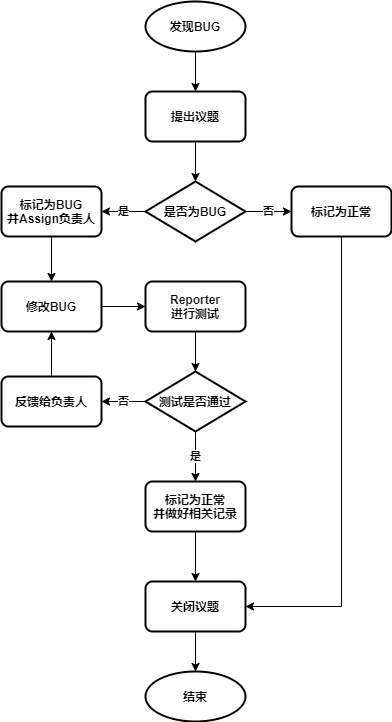 发现BUG
提出议题
标记为BUG
并Assign负责人
是
是否为BUG
否
标记为正常
修改BUG
Reporter
进行测试
反馈给负责人
否
测试是否通过
是
标记为正常
并做好相关记录
关闭议题
结束